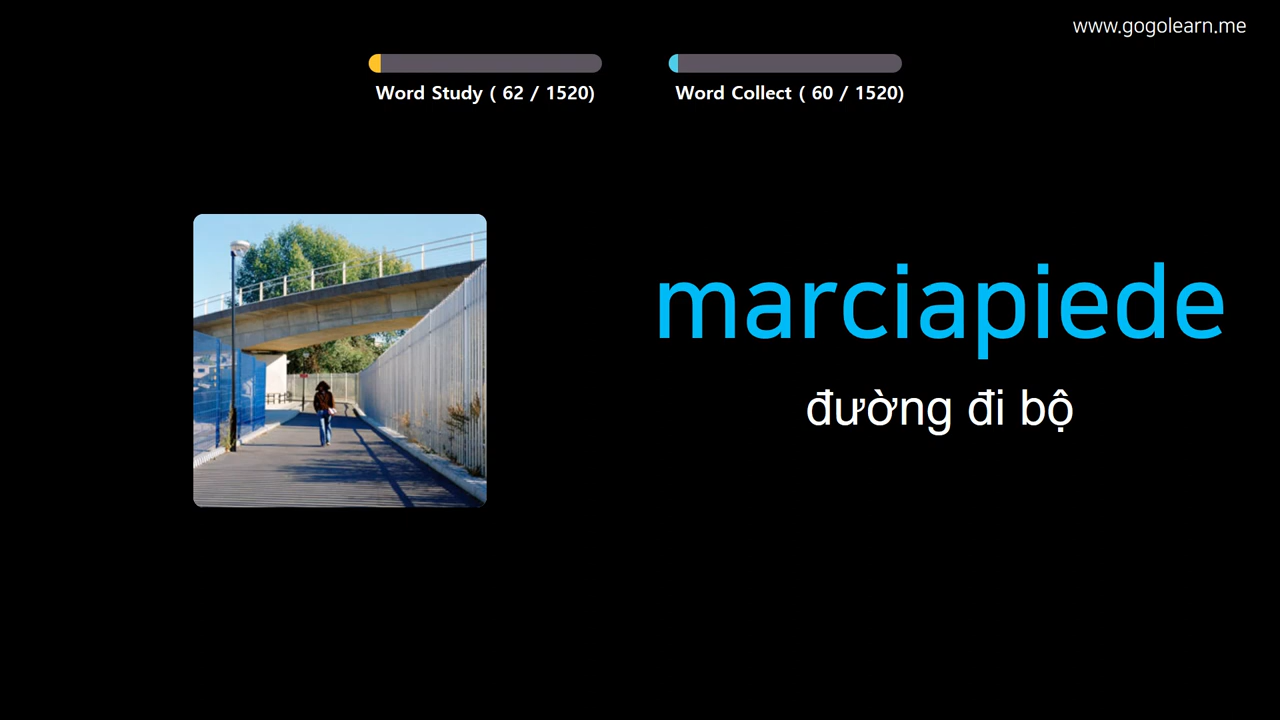 www.gogolearn.me
Word Study ( 62 / 1520)
Word Collect ( 60 / 1520)
marciapiede
đường đi bộ